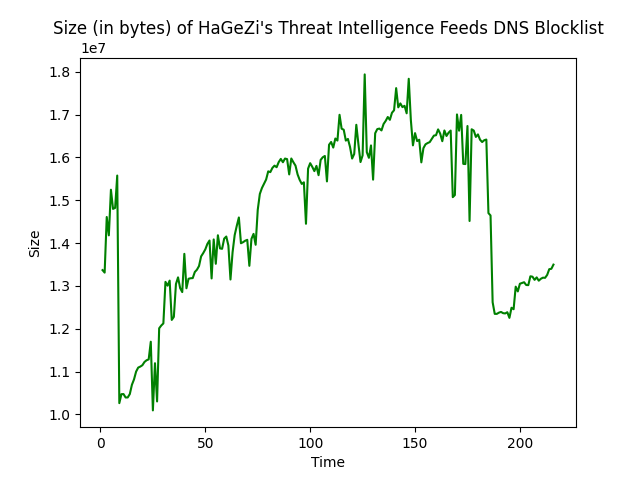 Size (in bytes) of HaGeZi's Threat Intelligence Feeds DNS Blocklist
1e7
1.8
1.7
1.6
1.5
1.4
1.3
1.2
1.1
1.0
Size
0 50 100 150 200
Time